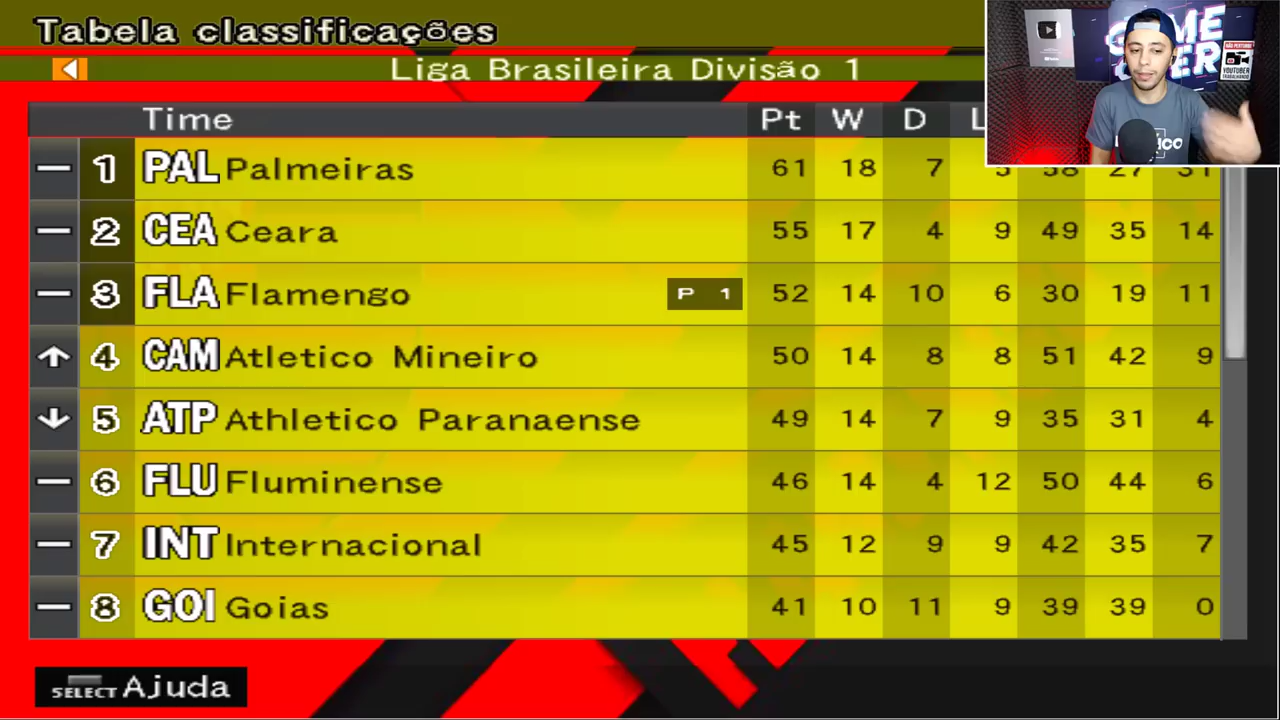 Tabela classificações
Liga Brasileira Divisão 1
Time Pt W D L
1 PAL Palmeiras 61 18 7 5 58 27 31
2 CEA Ceara 55 17 4 9 49 35 14
3 FLA Flamengo P 1 52 14 10 6 30 19 11
4 CAM Atletico Mineiro 50 14 8 8 51 42 9
5 ATP Athletico Paranaense 49 14 7 9 35 31 4
6 FLU Fluminense 46 14 4 12 50 44 6
7 INT Internacional 45 12 9 9 42 35 7
8 GOI Goias 41 10 11 9 39 39 0
SELECT Ajuda